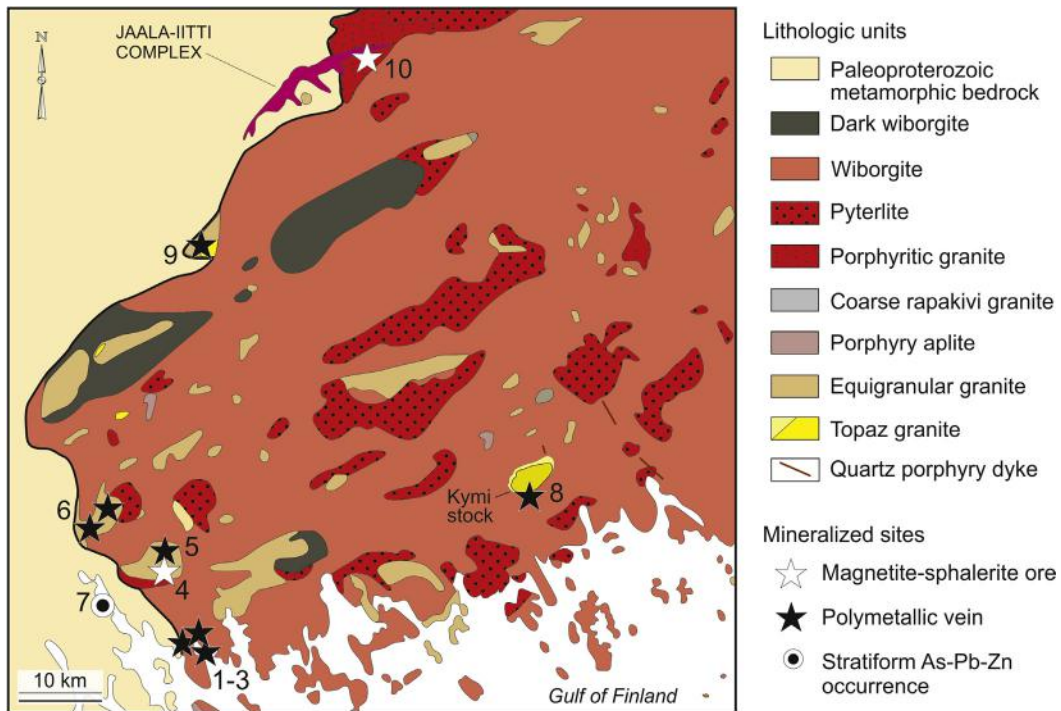 JAALA-IITTI
COMPLEX
N
10
9
6
5
4
7
1-3
Kymi
stock
8
10 km
Gulf of Finland
Lithologic units
Paleoproterozoic
metamorphic bedrock
Dark wiborgite
Wiborgite
Pyterlite
Porphyritic granite
Coarse rapakivi granite
Porphyry aplite
Equigranular granite
Topaz granite
Quartz porphyry dyke
Mineralized sites
Magnetite-sphalerite ore
Polymetallic vein
Stratiform As-Pb-Zn
occurrence